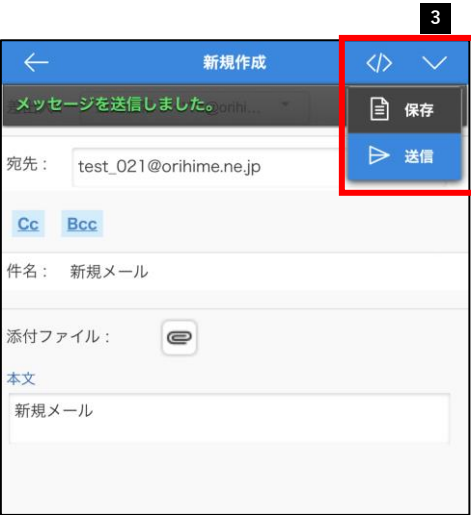 3
新規作成 </>
メッセージを送信しました。
保存
宛先： test_021@orihime.ne.jp
送信
Cc Bcc
件名： 新規メール
添付ファイル：
本文
新規メール